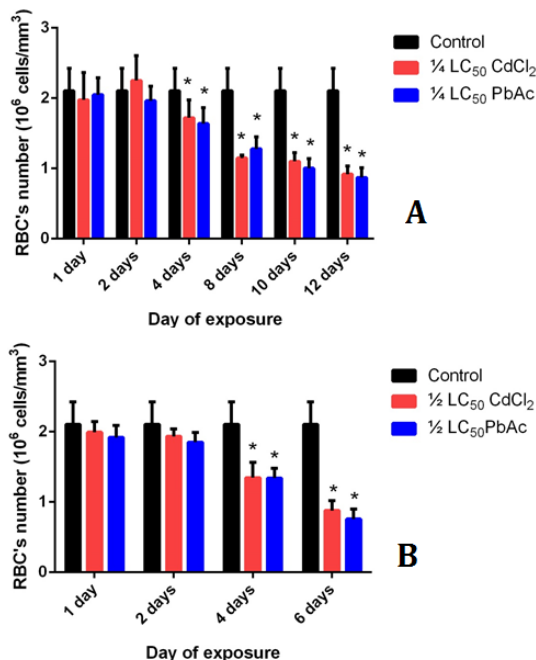 Control
¼ LC50 CdCl2
¼ LC50 PbAc
RBC's number (10⁶ cells/mm³)
3
2
1
0
* *
* *
* *
* *
1 day
2 days
4 days
8 days
10 days
12 days
Day of exposure
A
Control
½ LC50 CdCl2
½ LC50PbAc
RBC's number (10⁶ cells/mm³)
3
2
1
0
* *
* *
1 day
2 days
4 days
6 days
Day of exposure
B